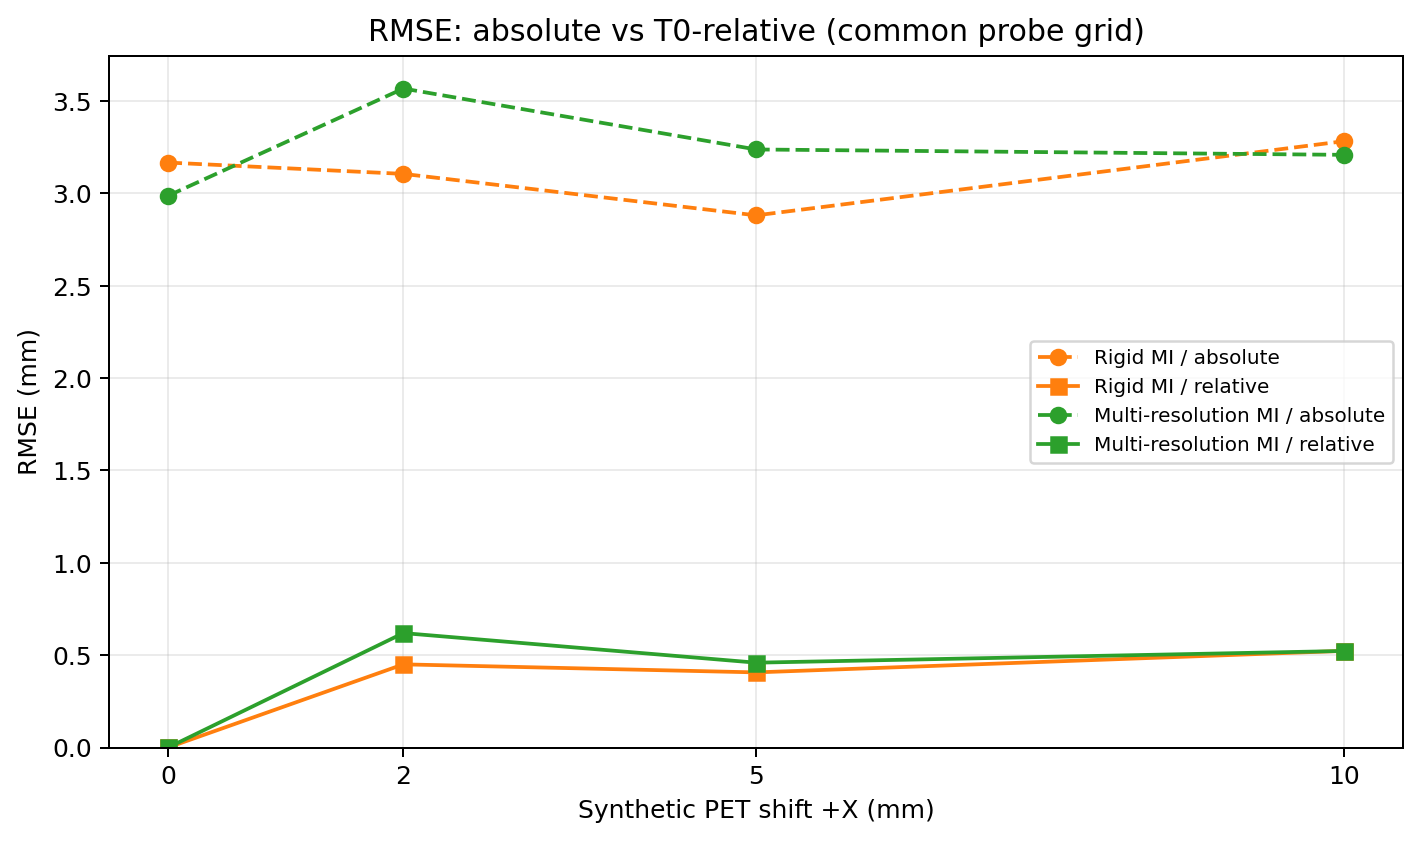 RMSE: absolute vs T0-relative (common probe grid)
RMSE (mm)
3.5
3.0
2.5
2.0
1.5
1.0
0.5
0.0
Rigid MI / absolute
Rigid MI / relative
Multi-resolution MI / absolute
Multi-resolution MI / relative
0 2 5 10
Synthetic PET shift +X (mm)